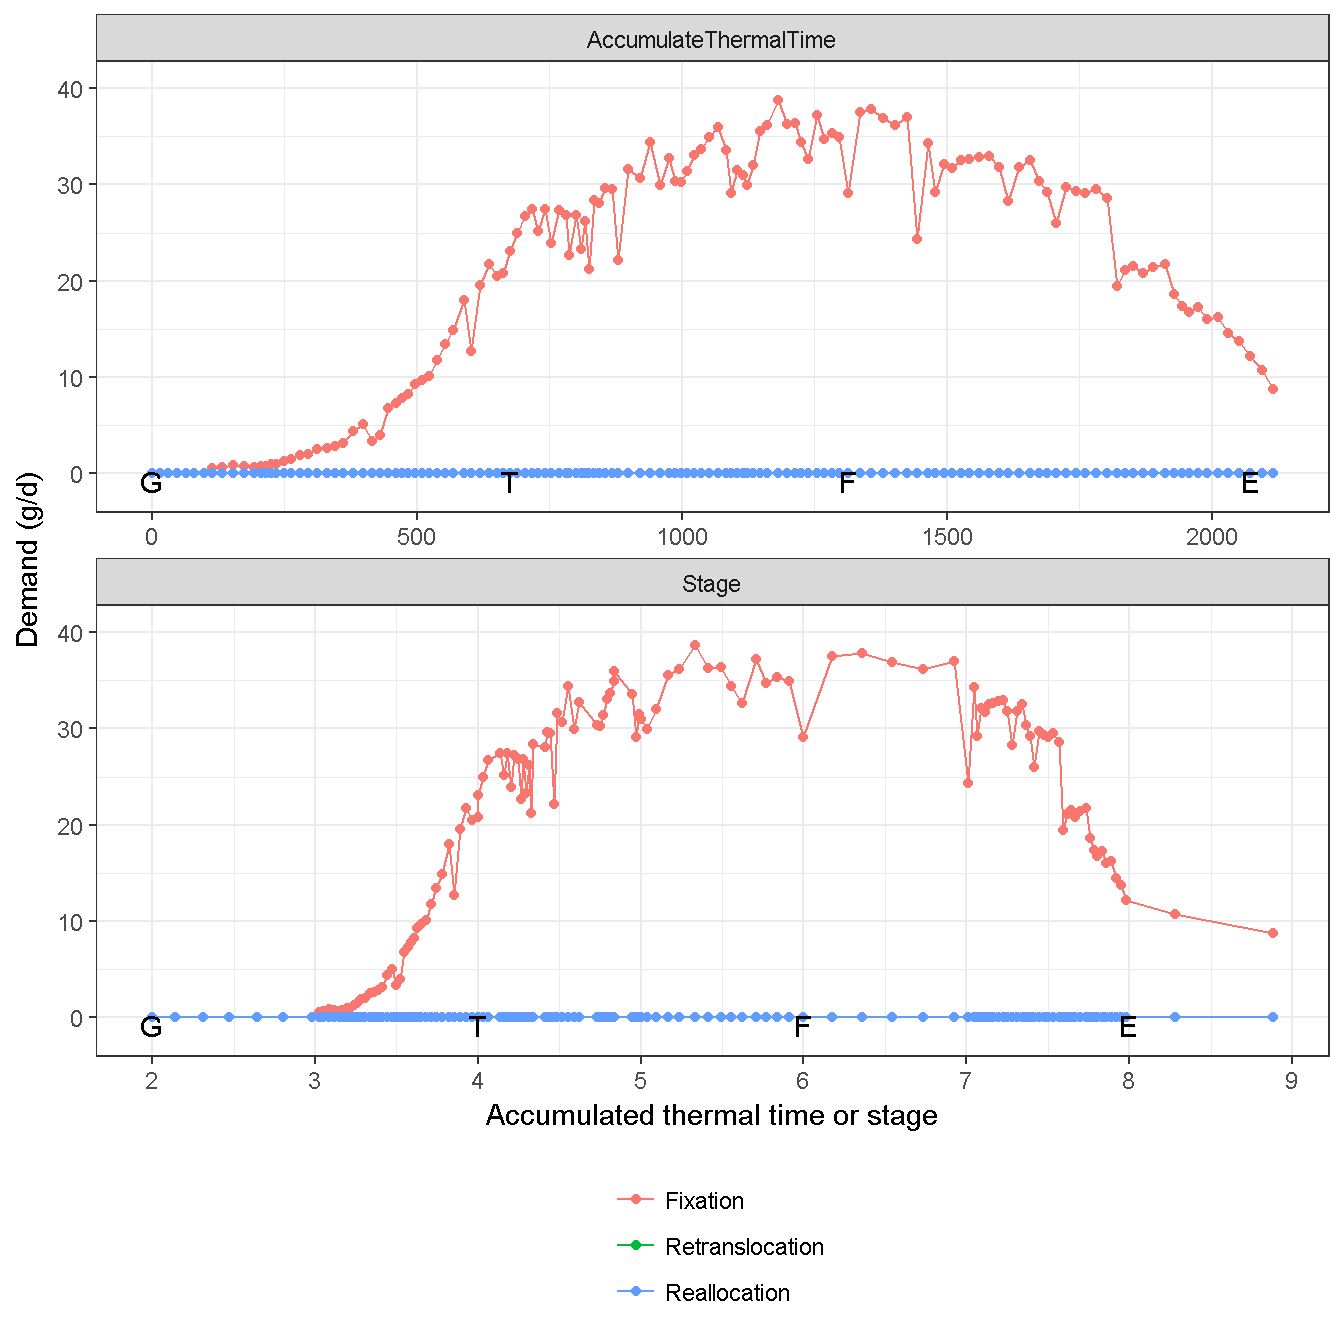 AccumulateThermalTime
40
30
20
10
0
G T F E
0 500 1000 1500 2000
Demand (g/d)
Stage
40
30
20
10
0
G T F E
2 3 4 5 6 7 8 9
Accumulated thermal time or stage
Fixation
Retranslocation
Reallocation